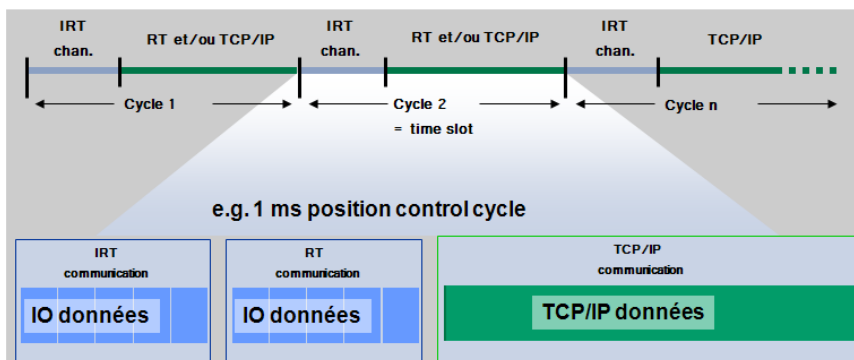 IRT
chan.
RT et/ou TCP/IP
IRT
chan.
RT et/ou TCP/IP
IRT
chan.
TCP/IP
Cycle 1
Cycle 2
= time slot
Cycle n
e.g. 1 ms position control cycle
IRT
communication
IO données
RT
communication
IO données
TCP/IP
communication
TCP/IP données